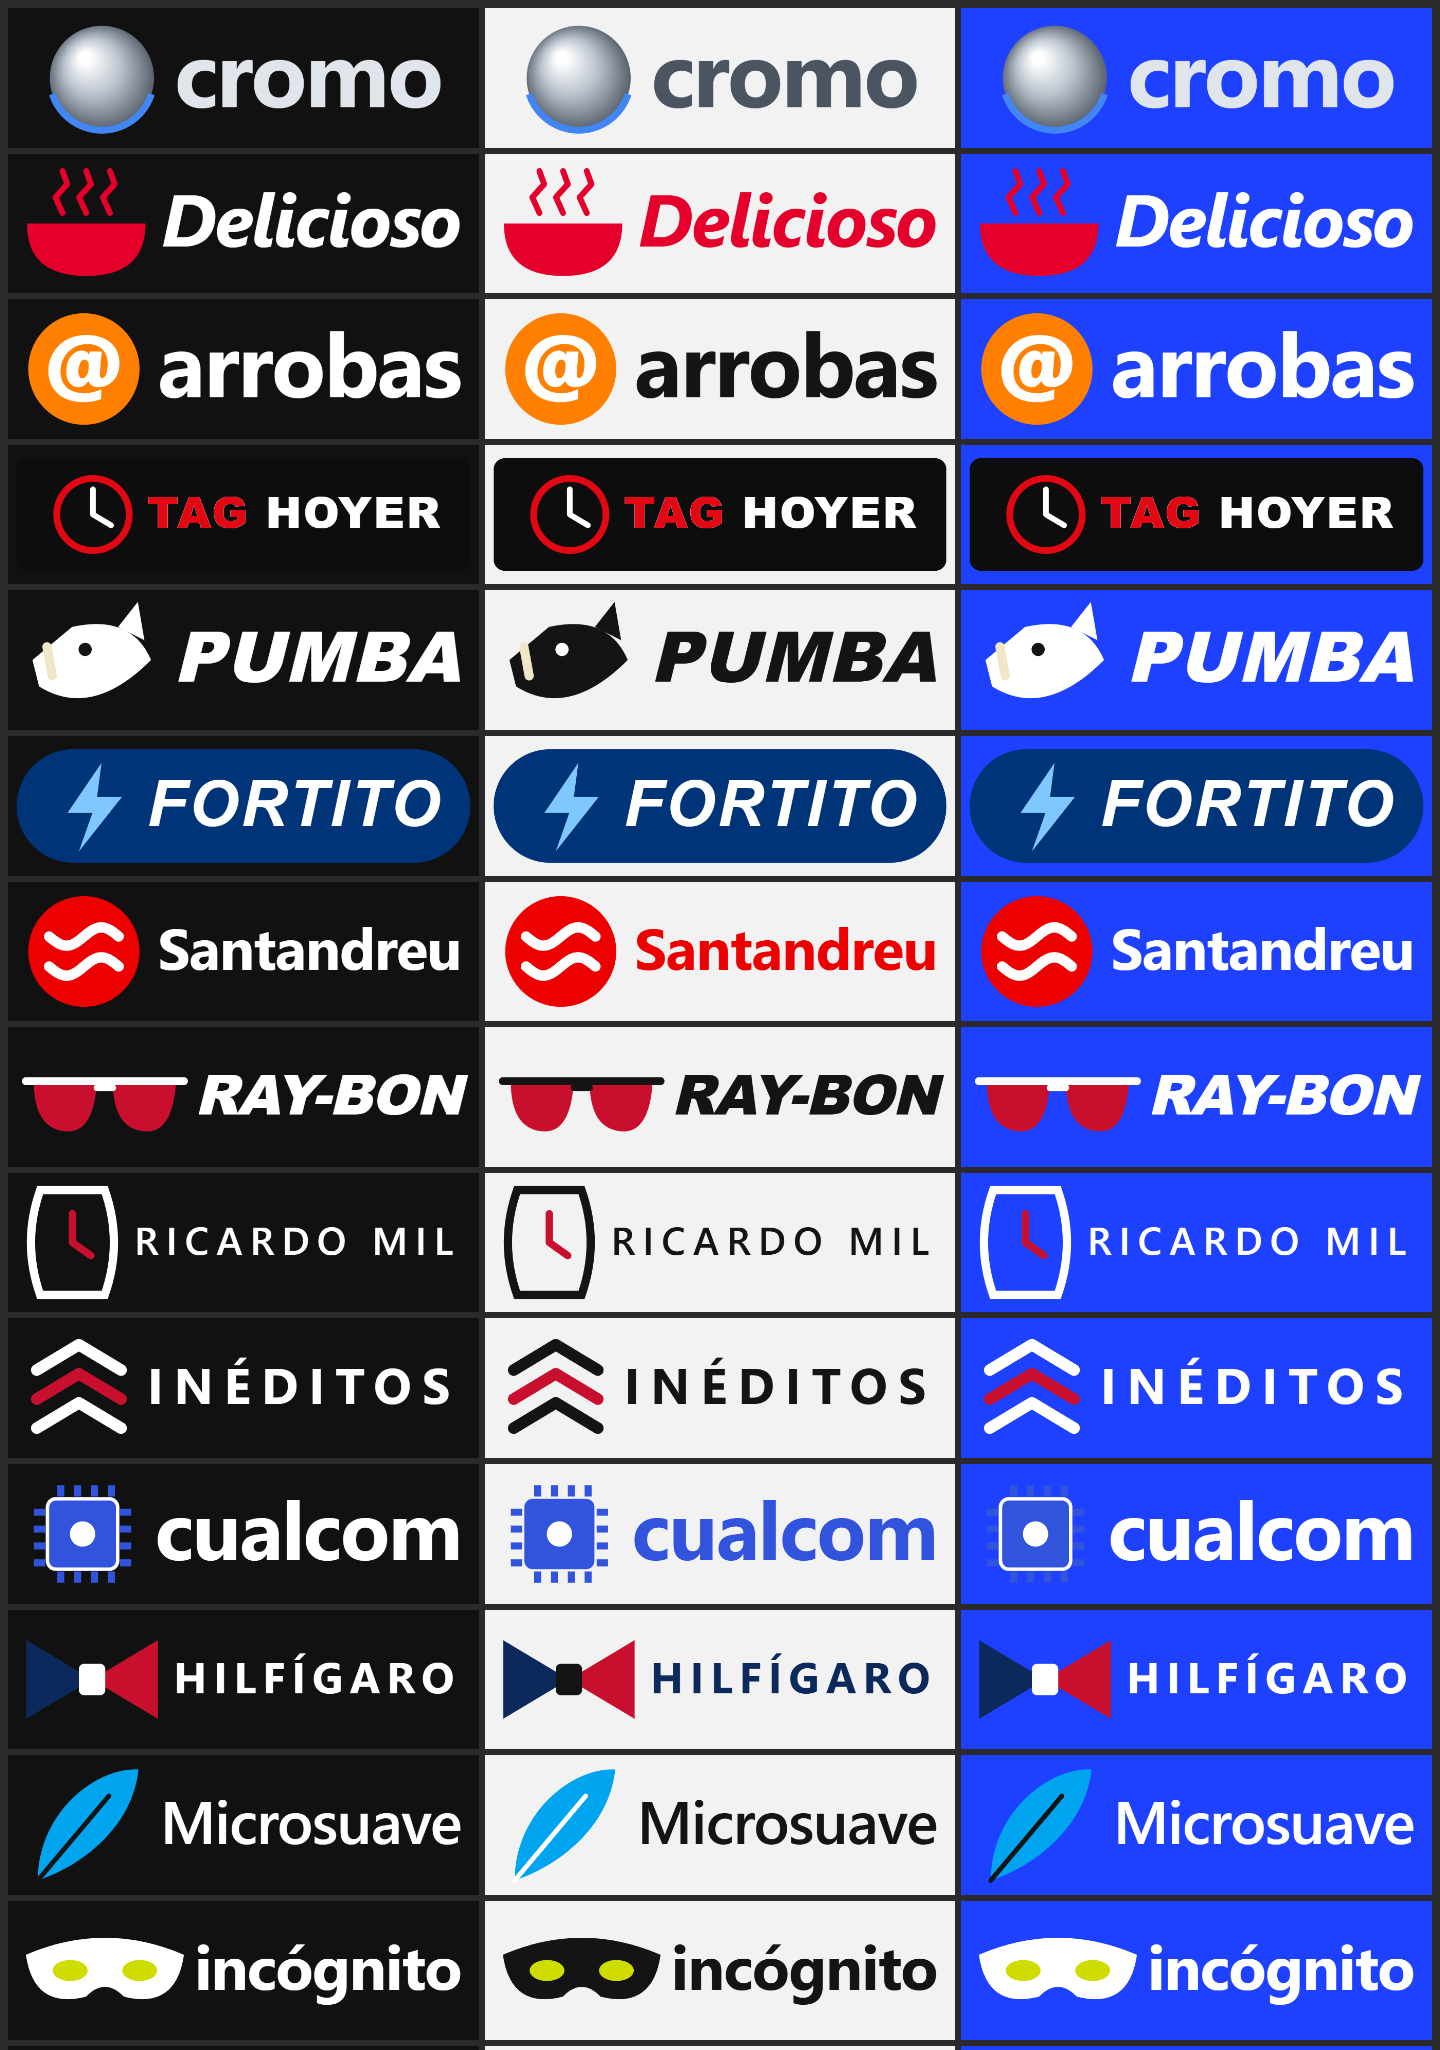 cromo cromo cromo
Delicioso Delicioso Delicioso
@ arrobas @ arrobas @ arrobas
TAG HOYER TAG HOYER TAG HOYER
PUMBA PUMBA PUMBA
FORTITO FORTITO FORTITO
Santandreu Santandreu Santandreu
RAY-BON RAY-BON RAY-BON
RICARDO MIL RICARDO MIL RICARDO MIL
INÉDITOS INÉDITOS INÉDITOS
cualcom cualcom cualcom
HILFÍGARO HILFÍGARO HILFÍGARO
Microsuave Microsuave Microsuave
incógnito incógnito incógnito